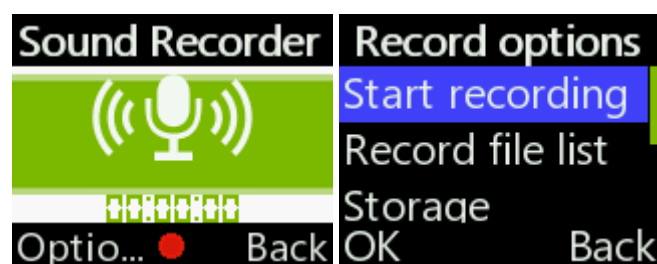 Sound Recorder
Optio... Back
Record options
Start recording
Record file list
Storage
OK Back